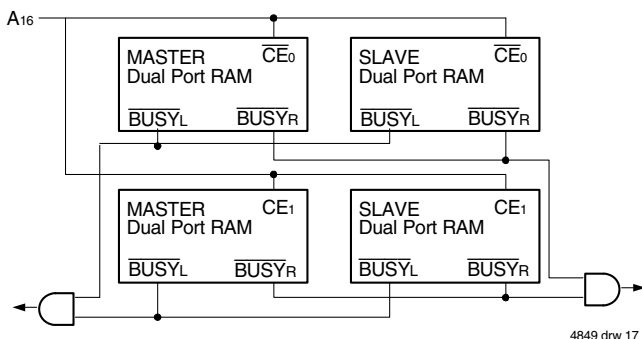 A16
MASTER CE0
Dual Port RAM
BUSYL BUSYR
SLAVE CE0
Dual Port RAM
BUSYL BUSYR
MASTER CE1
Dual Port RAM
BUSYL BUSYR
SLAVE CE1
Dual Port RAM
BUSYL BUSYR
4849 drw 17